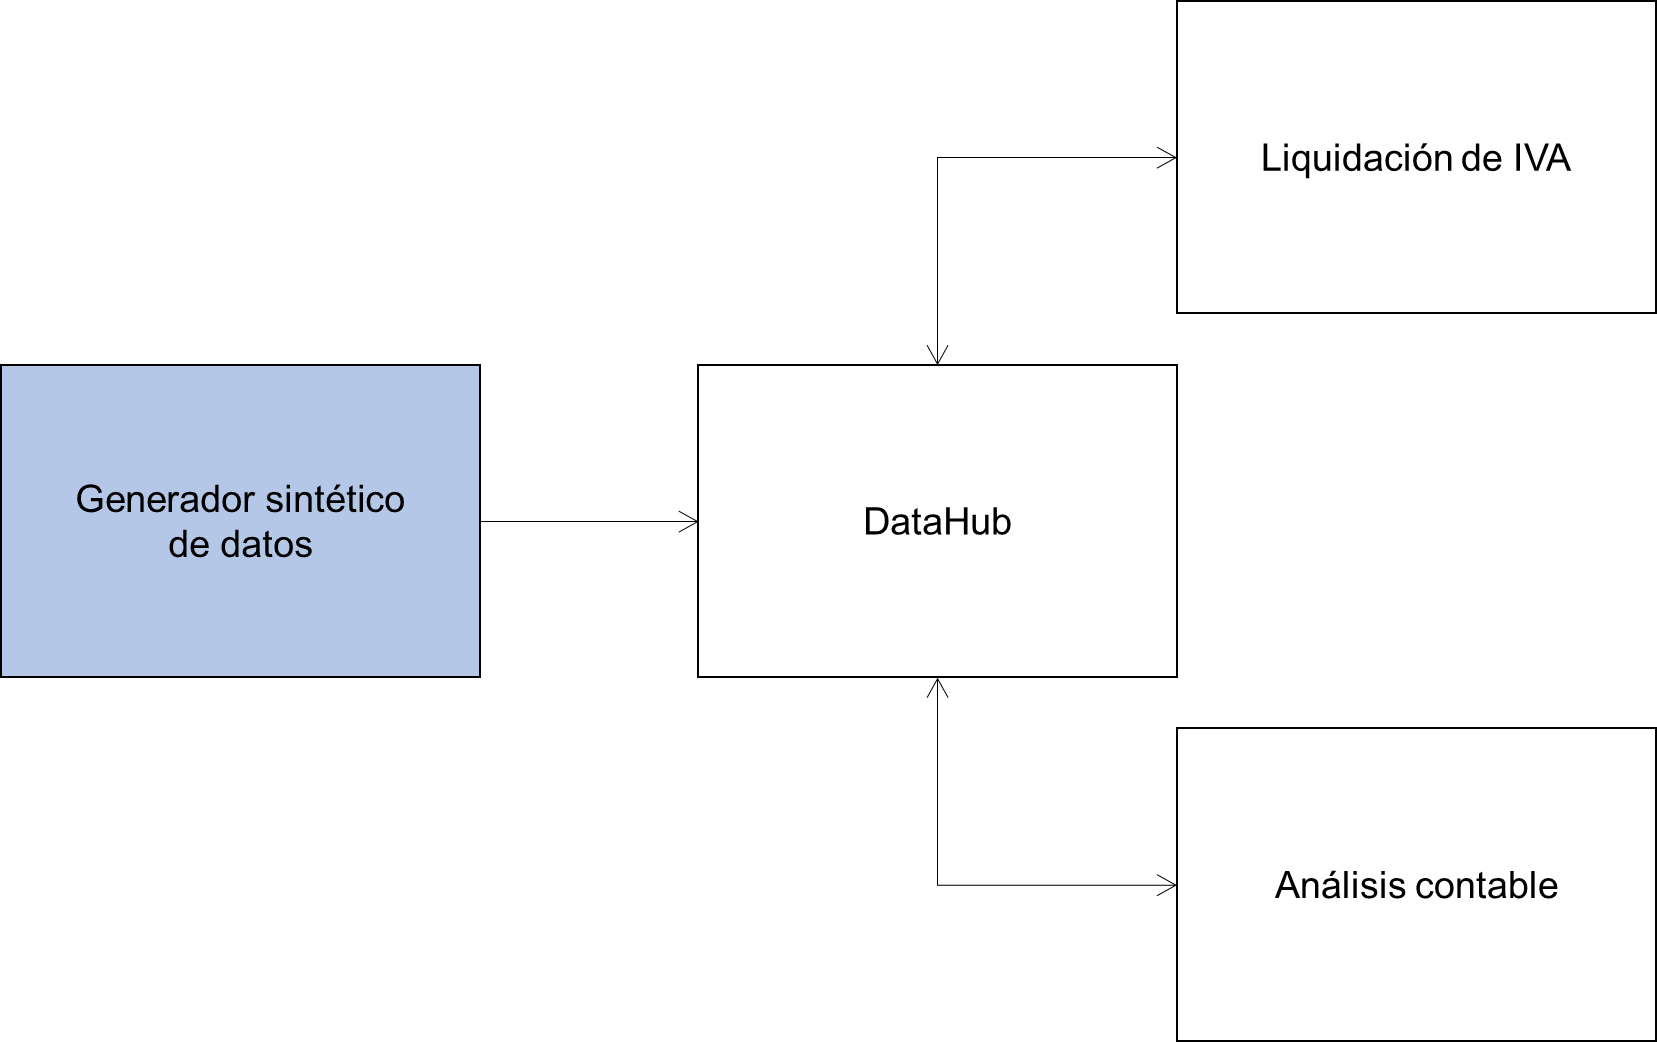 Liquidación de IVA
Generador sintético
de datos
DataHub
Análisis contable